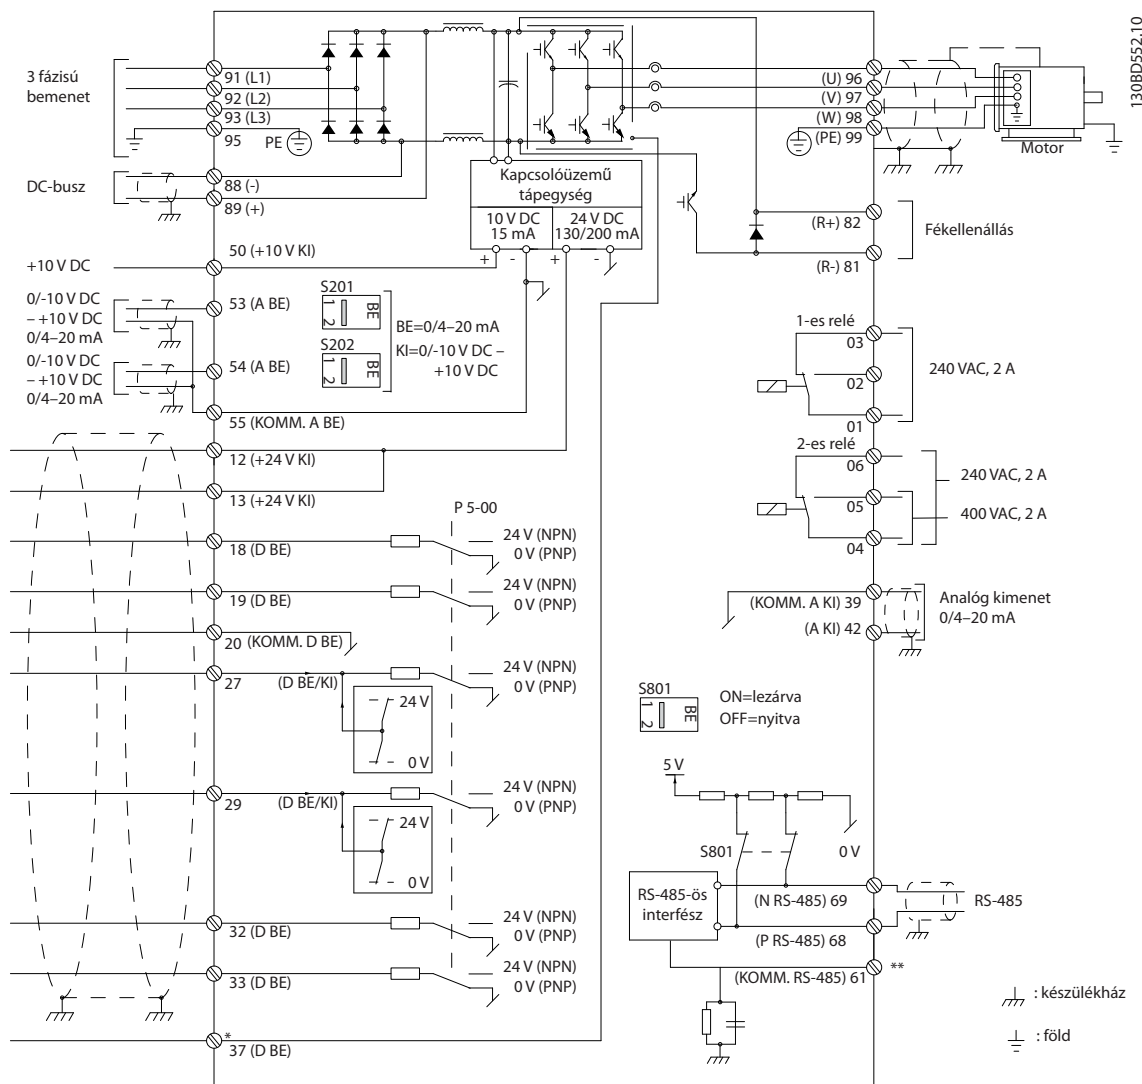 130BD552.10
3 fázisú
bemenet
91 (L1)
92 (L2)
93 (L3)
95
PE
DC-busz
88 (-)
89 (+)
50 (+10 V KI)
+10 V DC
0/-10 V DC
– +10 V DC
0/4–20 mA
53 (A BE)
0/-10 V DC
– +10 V DC
0/4–20 mA
54 (A BE)
55 (KOMM. A BE)
12 (+24 V KI)
13 (+24 V KI)
18 (D BE)
19 (D BE)
20 (KOMM. D BE)
27
(D BE/KI)
24 V
0 V
29
(D BE/KI)
24 V
0 V
32 (D BE)
33 (D BE)
*
37 (D BE)
Kapcsolóüzemű
tápegység
10 V DC
15 mA
+ -
24 V DC
130/200 mA
+ -
S201
1
2
BE
S202
1
2
BE
BE=0/4–20 mA
KI=0/-10 V DC –
+10 V DC
P 5-00
24 V (NPN)
0 V (PNP)
24 V (NPN)
0 V (PNP)
24 V (NPN)
0 V (PNP)
24 V (NPN)
0 V (PNP)
24 V (NPN)
0 V (PNP)
24 V (NPN)
0 V (PNP)
(U) 96
(V) 97
(W) 98
(PE) 99
Motor
(R+) 82
(R-) 81
Fékellenállás
1-es relé
03
02
01
240 VAC, 2 A
2-es relé
06
05
04
240 VAC, 2 A
400 VAC, 2 A
(KOMM. A KI) 39
(A KI) 42
Analóg kimenet
0/4–20 mA
S801
1
2
BE
ON=lezárva
OFF=nyitva
5 V
S801
0 V
RS-485-ös
interfész
(N RS-485) 69
(P RS-485) 68
RS-485
(KOMM. RS-485) 61
**
: készülékház
: föld